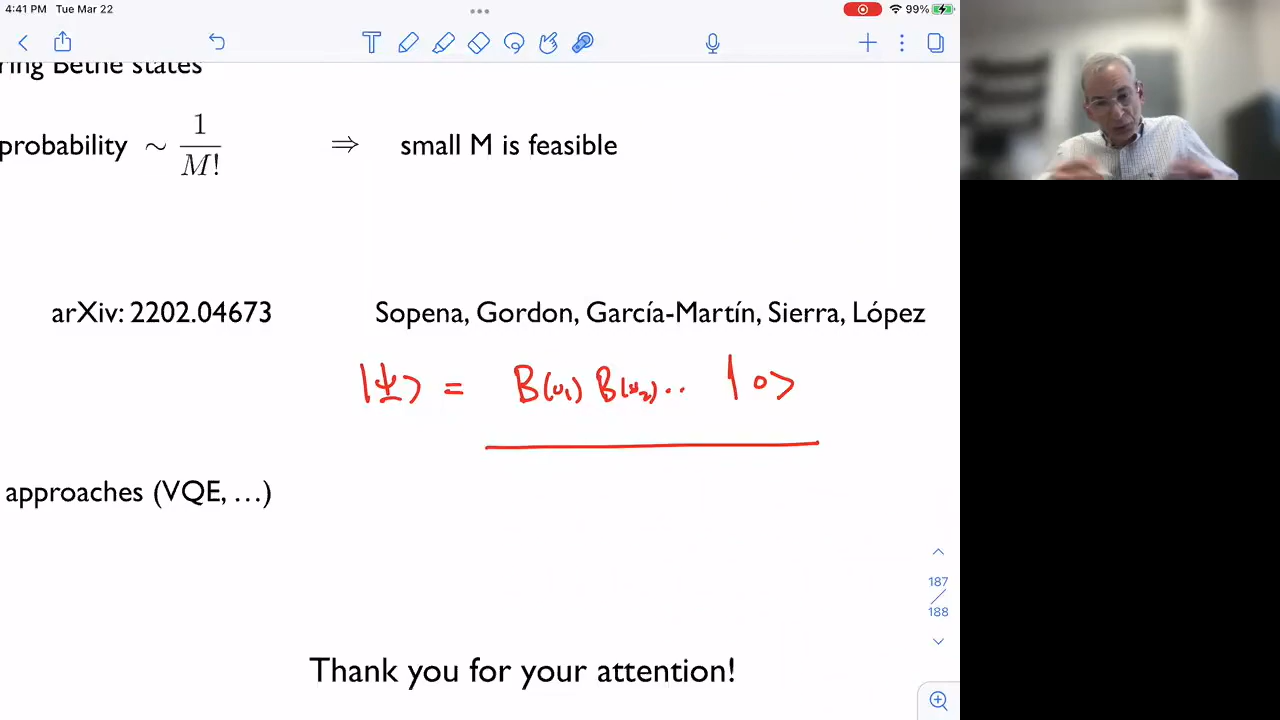 4:41 PM Tue Mar 22
99%
ring Bethe states
probability ∼ 1/M! ⇒ small M is feasible
arXiv: 2202.04673 Sopena, Gordon, García-Martín, Sierra, López
|Ψ⟩ = B(u₁) B(u₂) .. |0⟩
approaches (VQE, …)
187
188
Thank you for your attention!